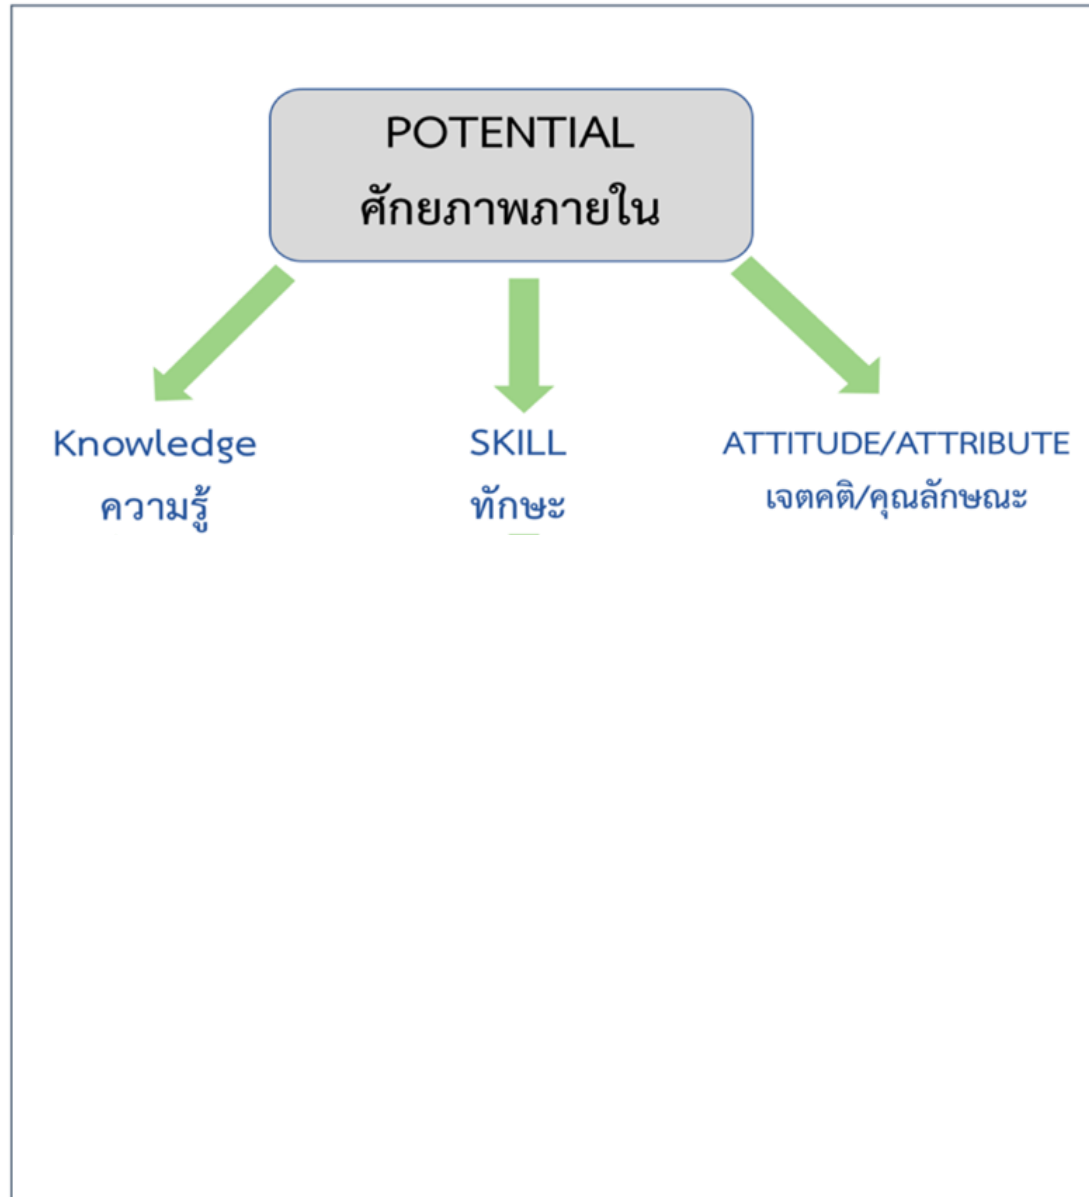 POTENTIAL
ศักยภาพภายใน
Knowledge
ความรู้
SKILL
ทักษะ
ATTITUDE/ATTRIBUTE
เจตคติ/คุณลักษณะ